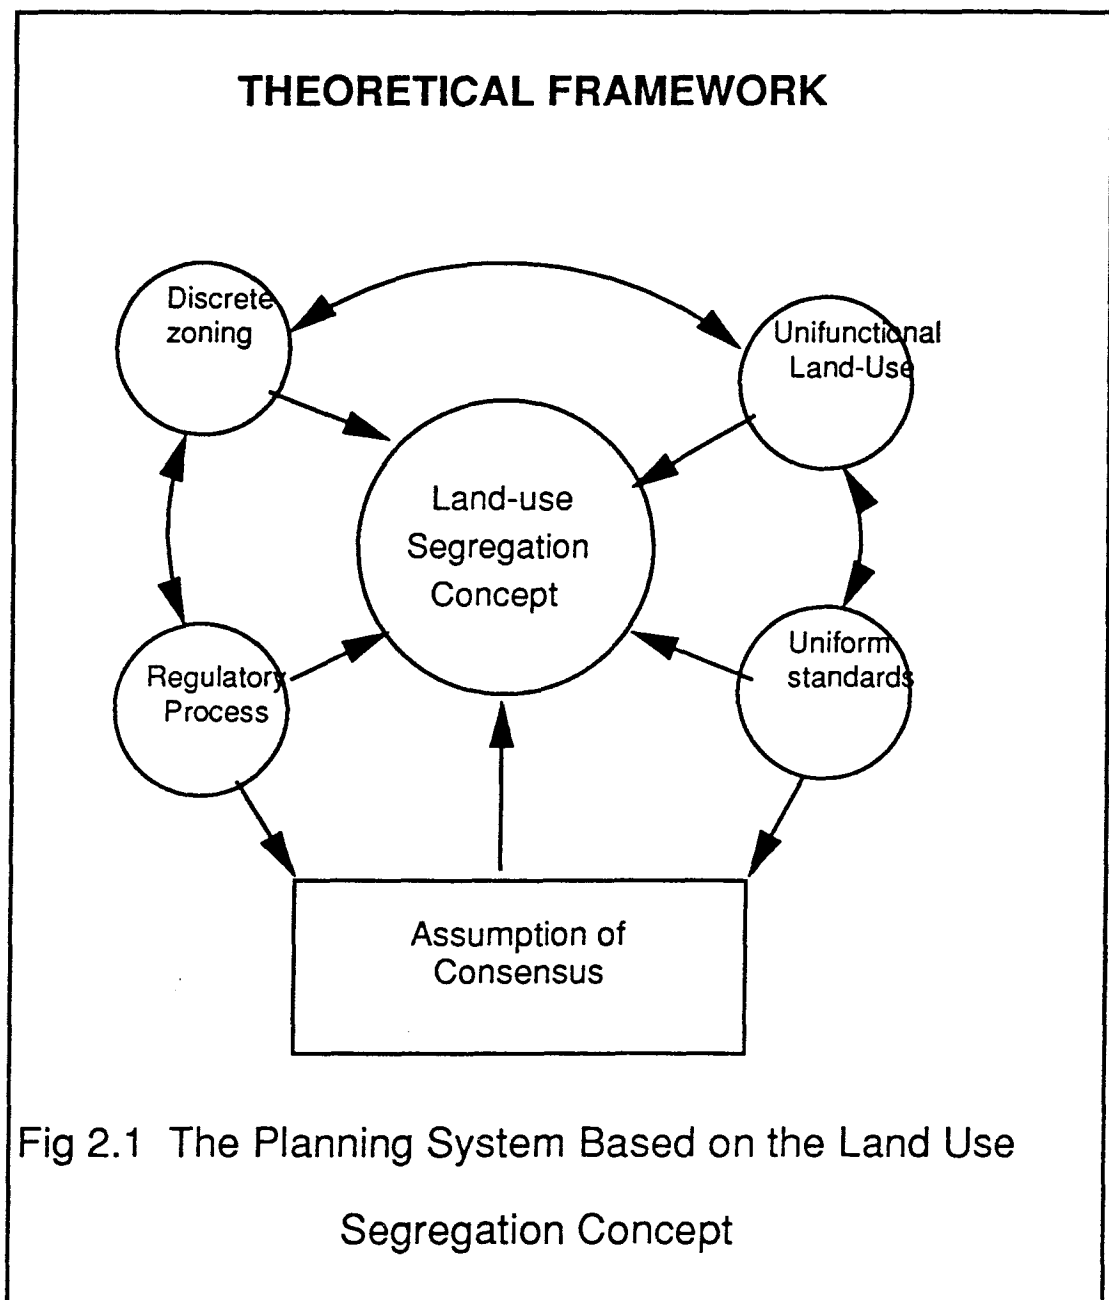 THEORETICAL FRAMEWORK
Discrete
zoning
Unifunctional
Land-Use
Land-use
Segregation
Concept
Regulatory
Process
Uniform
standards
Assumption of
Consensus
Fig 2.1 The Planning System Based on the Land Use
Segregation Concept